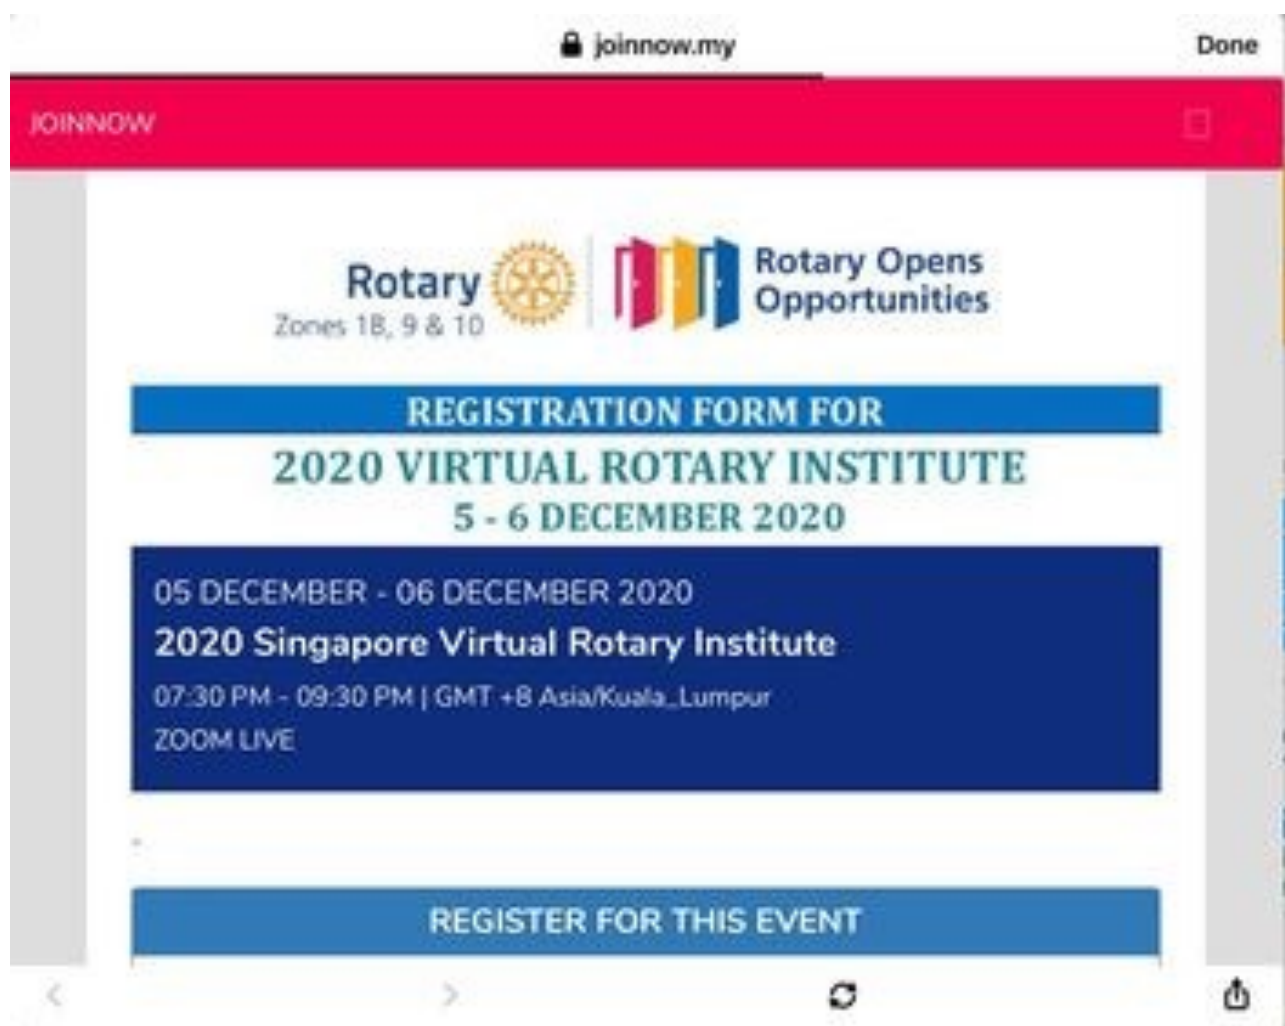 joinnow.my
Done
JOINNOW
Rotary
Zones 1B, 9 & 10
Rotary Opens
Opportunities
REGISTRATION FORM FOR
2020 VIRTUAL ROTARY INSTITUTE
5 - 6 DECEMBER 2020
05 DECEMBER - 06 DECEMBER 2020
2020 Singapore Virtual Rotary Institute
07:30 PM - 09:30 PM | GMT +8 Asia/Kuala_Lumpur
ZOOM LIVE
-
REGISTER FOR THIS EVENT